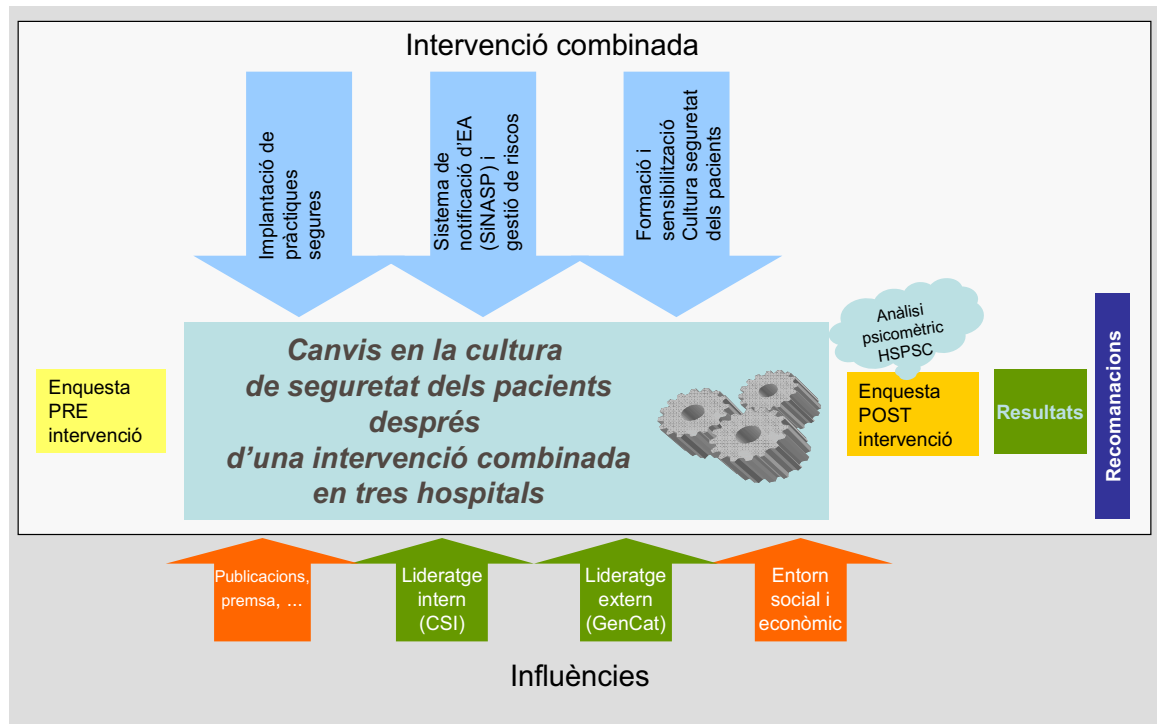 Intervenció combinada
Implantació de
pràctiques
segures
Sistema de
notificació d'EA
(SiNASP) i
gestió de riscos
Formació i
sensibilització
Cultura seguretat
dels pacients
Enquesta
PRE
intervenció
Canvis en la cultura
de seguretat dels pacients
després
d'una intervenció combinada
en tres hospitals
Anàlisi
psicomètric
HSPSC
Enquesta
POST
intervenció
Resultats
Recomanacions
Publicacions,
premsa, ...
Lideratge
intern
(CSI)
Lideratge
extern
(GenCat)
Entorn
social i
econòmic
Influències